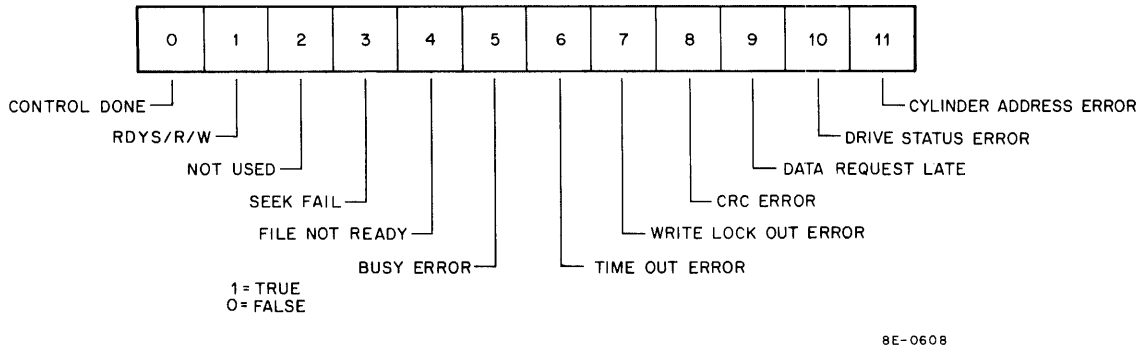 0 1 2 3 4 5 6 7 8 9 10 11
CONTROL DONE
CYLINDER ADDRESS ERROR
RDYS/R/W
DRIVE STATUS ERROR
NOT USED
DATA REQUEST LATE
SEEK FAIL
CRC ERROR
FILE NOT READY
WRITE LOCK OUT ERROR
BUSY ERROR
TIME OUT ERROR
1 = TRUE
0 = FALSE
8E-0608